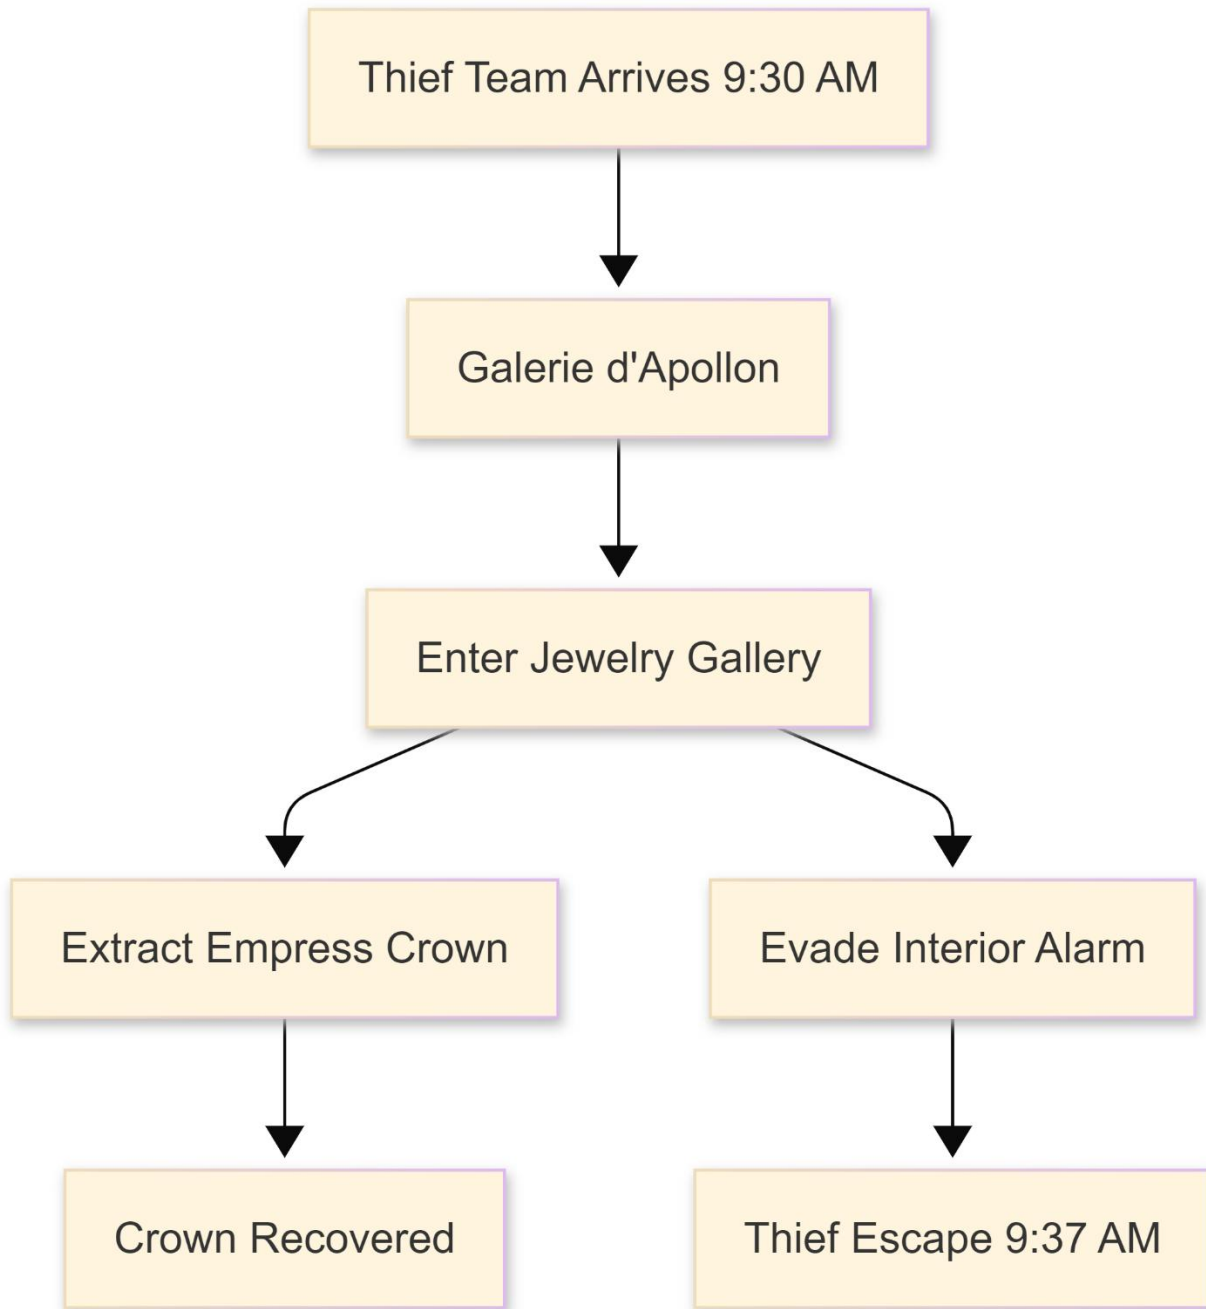 Thief Team Arrives 9:30 AM
Galerie d'Apollon
Enter Jewelry Gallery
Extract Empress Crown
Evade Interior Alarm
Crown Recovered
Thief Escape 9:37 AM